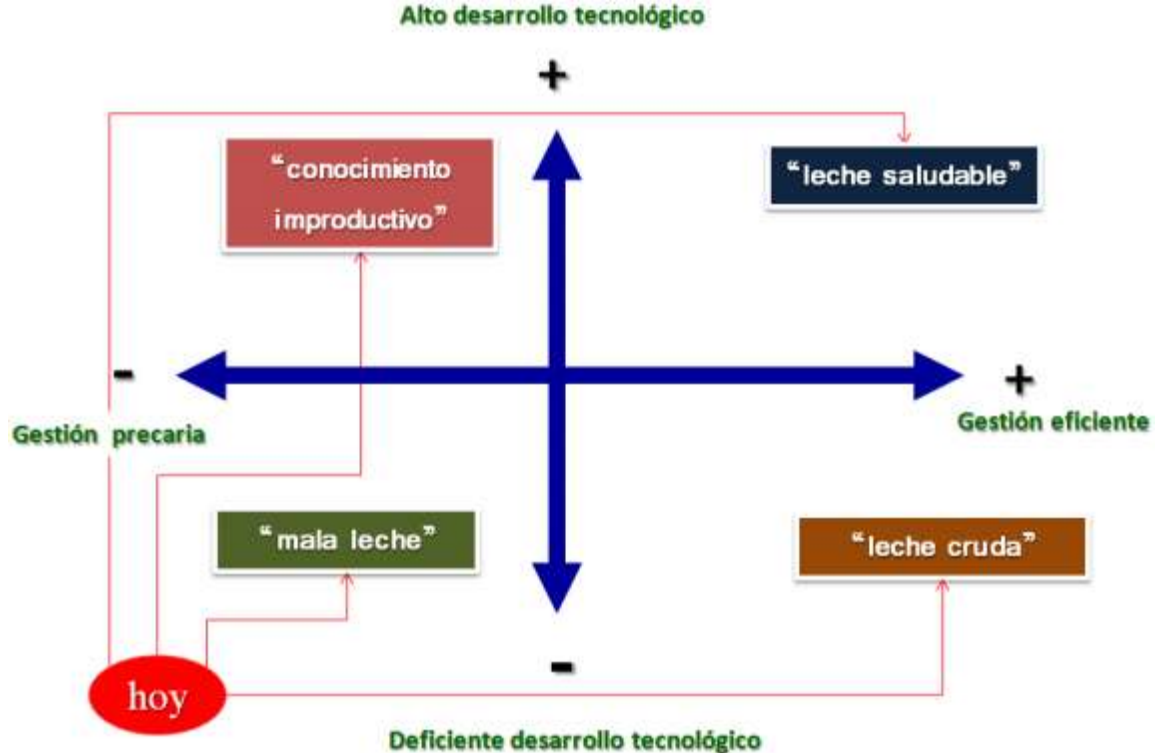 Alto desarrollo tecnológico
+
“conocimiento
improductivo”
“leche saludable”
-
+
Gestión precaria
Gestión eficiente
“mala leche”
“leche cruda”
-
hoy
Deficiente desarrollo tecnológico